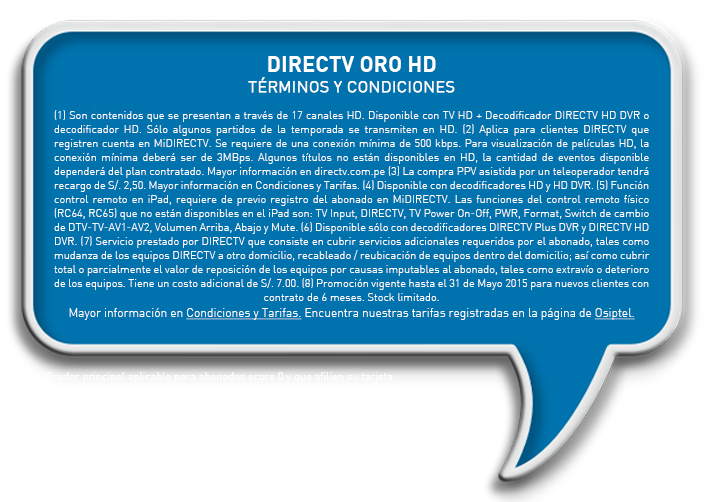 DIRECTV ORO HD
TÉRMINOS Y CONDICIONES
(1) Son contenidos que se presentan a través de 17 canales HD. Disponible con TV HD + Decodificador DIRECTV HD DVR o
decodificador HD. Sólo algunos partidos de la temporada se transmiten en HD. (2) Aplica para clientes DIRECTV que
registren cuenta en MiDIRECTV. Se requiere de una conexión mínima de 500 kbps. Para visualización de películas HD, la
conexión mínima deberá ser de 3MBps. Algunos títulos no están disponibles en HD, la cantidad de eventos disponible
dependerá del plan contratado. Mayor información en directv.com.pe (3) La compra PPV asistida por un teleoperador tendrá
recargo de S/. 2,50. Mayor información en Condiciones y Tarifas. (4) Disponible con decodificadores HD y HD DVR. (5) Función
control remoto en iPad, requiere de previo registro del abonado en MiDIRECTV. Las funciones del control remoto físico
(RC64, RC65) que no están disponibles en el iPad son: TV Input, DIRECTV, TV Power On-Off, PWR, Format, Switch de cambio
de DTV-TV-AV1-AV2, Volumen Arriba, Abajo y Mute. (6) Disponible sólo con decodificadores DIRECTV Plus DVR y DIRECTV HD
DVR. (7) Servicio prestado por DIRECTV que consiste en cubrir servicios adicionales requeridos por el abonado, tales como
mudanza de los equipos DIRECTV a otro domicilio, recableado / reubicación de equipos dentro del domicilio; así como cubrir
total o parcialmente el valor de reposición de los equipos por causas imputables al abonado, tales como extravío o deterioro
de los equipos. Tiene un costo adicional de S/. 7.00. (8) Promoción vigente hasta el 31 de Mayo 2015 para nuevos clientes con
contrato de 6 meses. Stock limitado.
Mayor información en Condiciones y Tarifas. Encuentra nuestras tarifas registradas en la página de Osiptel.
principal aplicable para abonados score 0 y que afilien su tarjeta